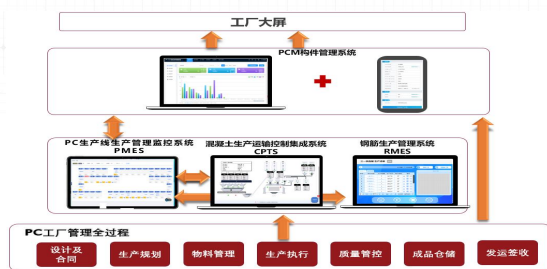 工厂大屏
PCM构件管理系统
PC生产线生产管理监控系统
PMES
混凝土生产运输控制集成系统
CPTS
钢筋生产管理系统
RMES
PC工厂管理全过程
设计及
合同
生产规划
物料管理
生产执行
质量管控
成品仓储
发运签收